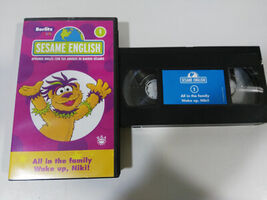 Berlitz
1
SESAME ENGLISH
APRENDE INGLÉS CON TUS AMIGOS DE BARRIO SÉSAMO
All in the family
Wake up, Niki!
SESAME ENGLISH
1
All in the family
Wake up, Niki!